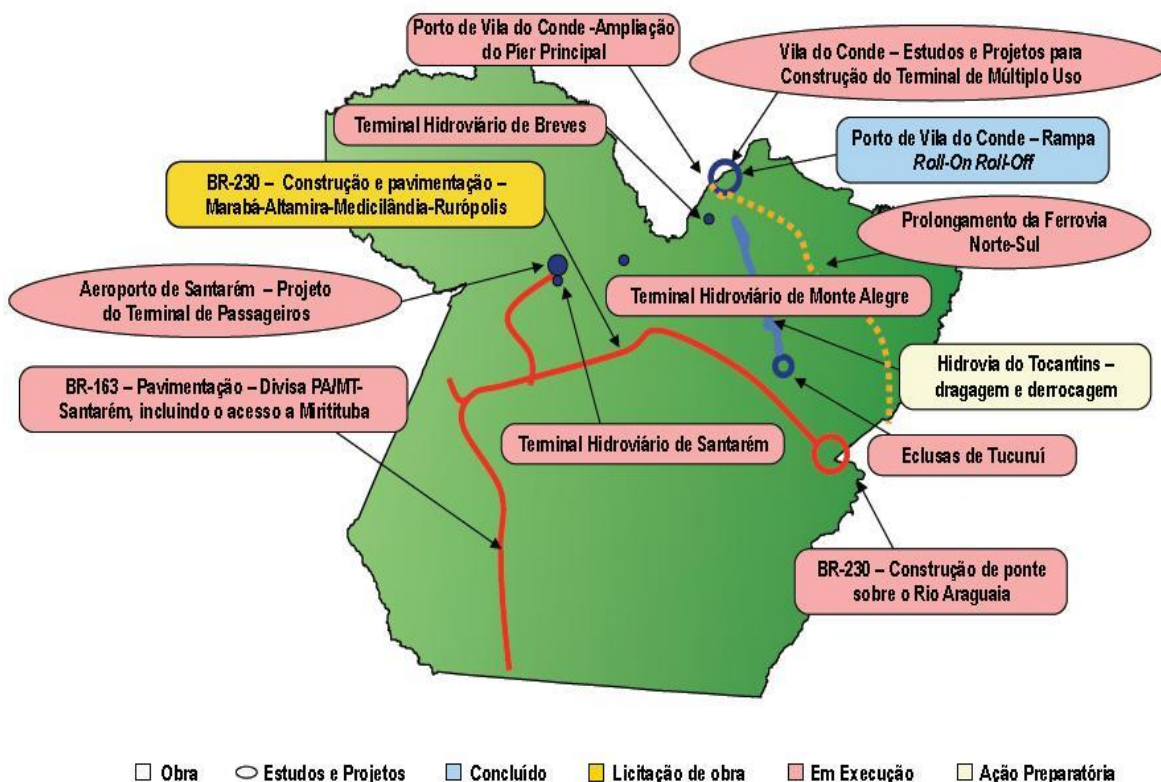 Porto de Vila do Conde -Ampliação
do Píer Principal
Vila do Conde – Estudos e Projetos para
Construção do Terminal de Múltiplo Uso
Terminal Hidroviário de Breves
Porto de Vila do Conde – Rampa
Roll-On Roll-Off
BR-230 – Construção e pavimentação –
Marabá-Altamira-Medicilândia-Rurópolis
Prolongamento da Ferrovia
Norte-Sul
Aeroporto de Santarém – Projeto
do Terminal de Passageiros
Terminal Hidroviário de Monte Alegre
Hidrovia do Tocantins –
dragagem e derrocagem
BR-163 – Pavimentação – Divisa PA/MT-
Santarém, incluindo o acesso a Miritituba
Terminal Hidroviário de Santarém
Eclusas de Tucuruí
BR-230 – Construção de ponte
sobre o Rio Araguaia
Obra
Estudos e Projetos
Concluído
Licitação de obra
Em Execução
Ação Preparatória